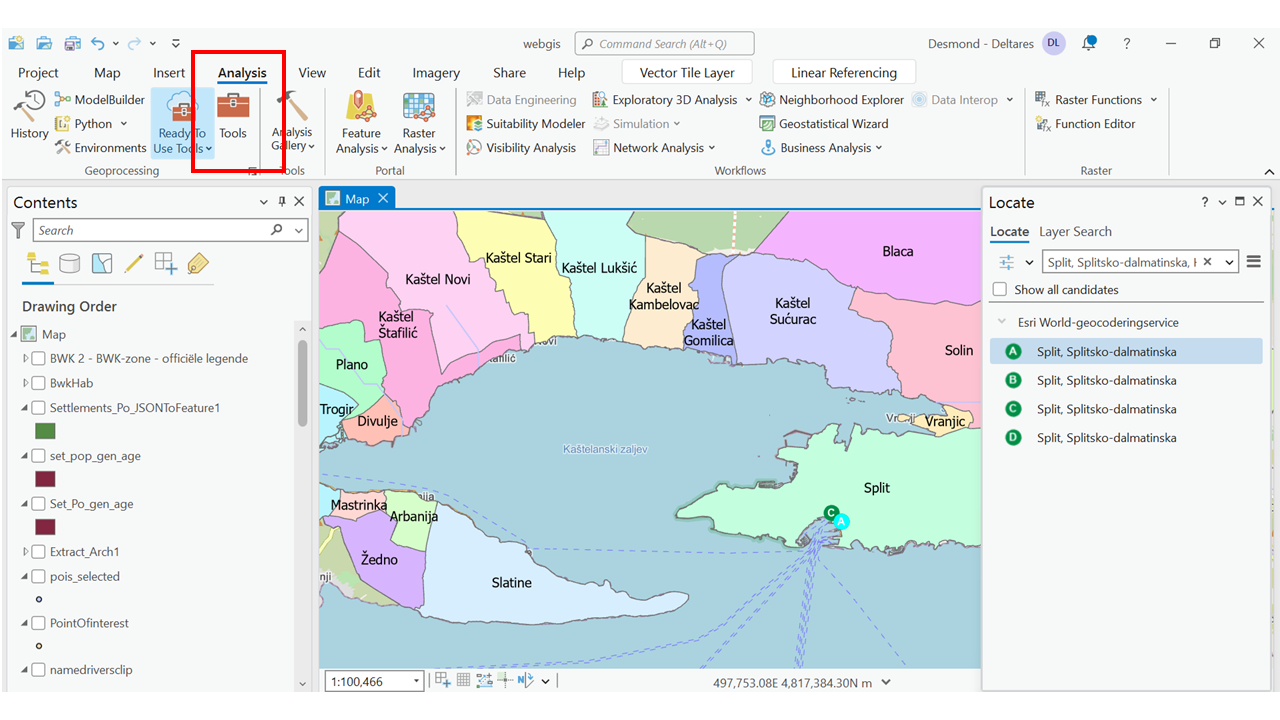 webgis
Command Search (Alt+Q)
Desmond - Deltares
DL
?
Project
Map
Insert
Analysis
View
Edit
Imagery
Share
Help
Vector Tile Layer
Linear Referencing
History
ModelBuilder
Python
Environments
Ready To
Use Tools
Geoprocessing
Tools
Analysis
Gallery
Tools
Feature
Analysis
Raster
Analysis
Portal
Data Engineering
Suitability Modeler
Visibility Analysis
Exploratory 3D Analysis
Simulation
Network Analysis
Neighborhood Explorer
Geostatistical Wizard
Business Analysis
Data Interop
Workflows
Raster Functions
Function Editor
Raster
Contents
Search
Drawing Order
Map
BWK 2 - BWK-zone - officiële legende
BwkHab
Settlements_Po_JSONToFeature1
set_pop_gen_age
Set_Po_gen_age
Extract_Arch1
pois_selected
PointOfinterest
namedriversclip
Map
Kaštel Novi
Kaštel Stari
Kaštel Lukšić
Kaštel
Kambelovac
Kaštel
Gomilica
Kaštel
Sućurac
Blaca
Kaštel
Štafilić
Plano
Trogir
Divulje
Solin
Vranjic
Kaštelanski zaljev
Split
C
A
Mastrinka
Arbanija
Žedno
Slatine
1:100,466
497,753.08E 4,817,384.30N m
Locate
?
Locate
Layer Search
Split, Splitsko-dalmatinska,
Show all candidates
Esri World-geocoderingservice
A Split, Splitsko-dalmatinska
B Split, Splitsko-dalmatinska
C Split, Splitsko-dalmatinska
D Split, Splitsko-dalmatinska